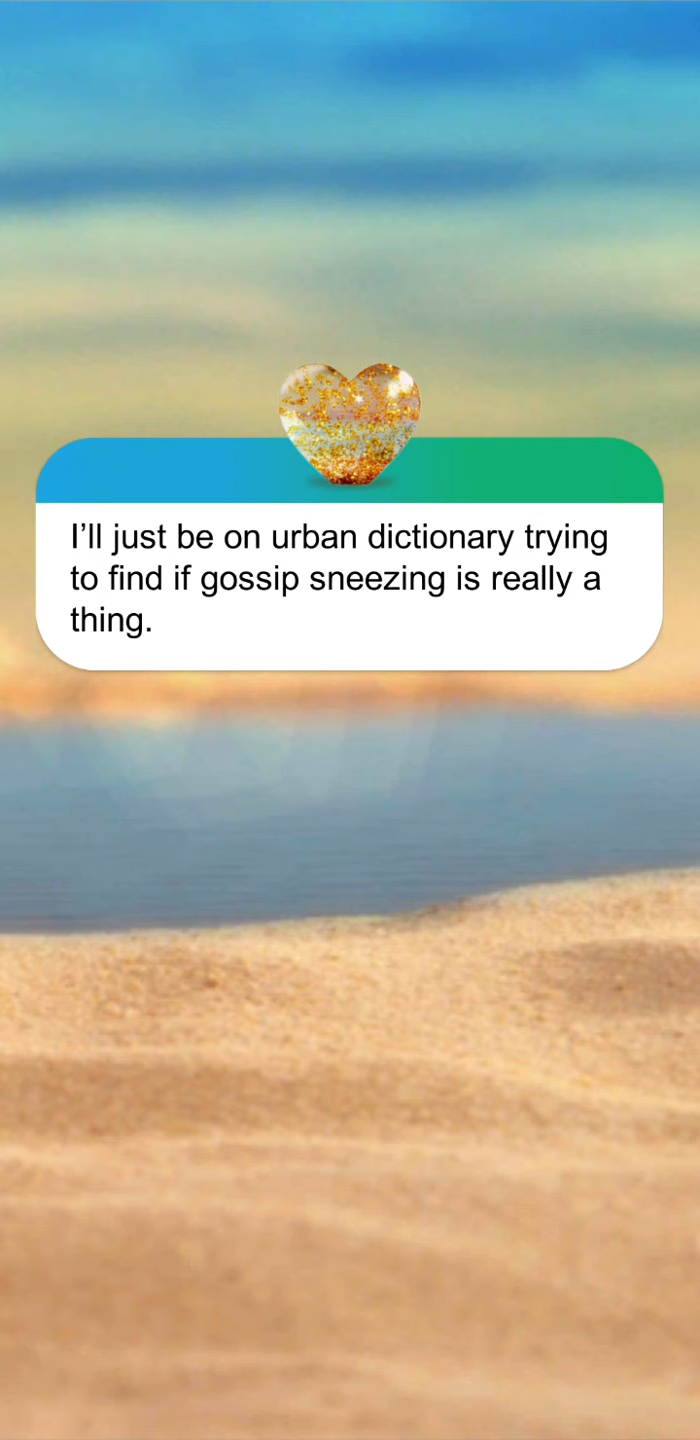 I’ll just be on urban dictionary trying
to find if gossip sneezing is really a
thing.